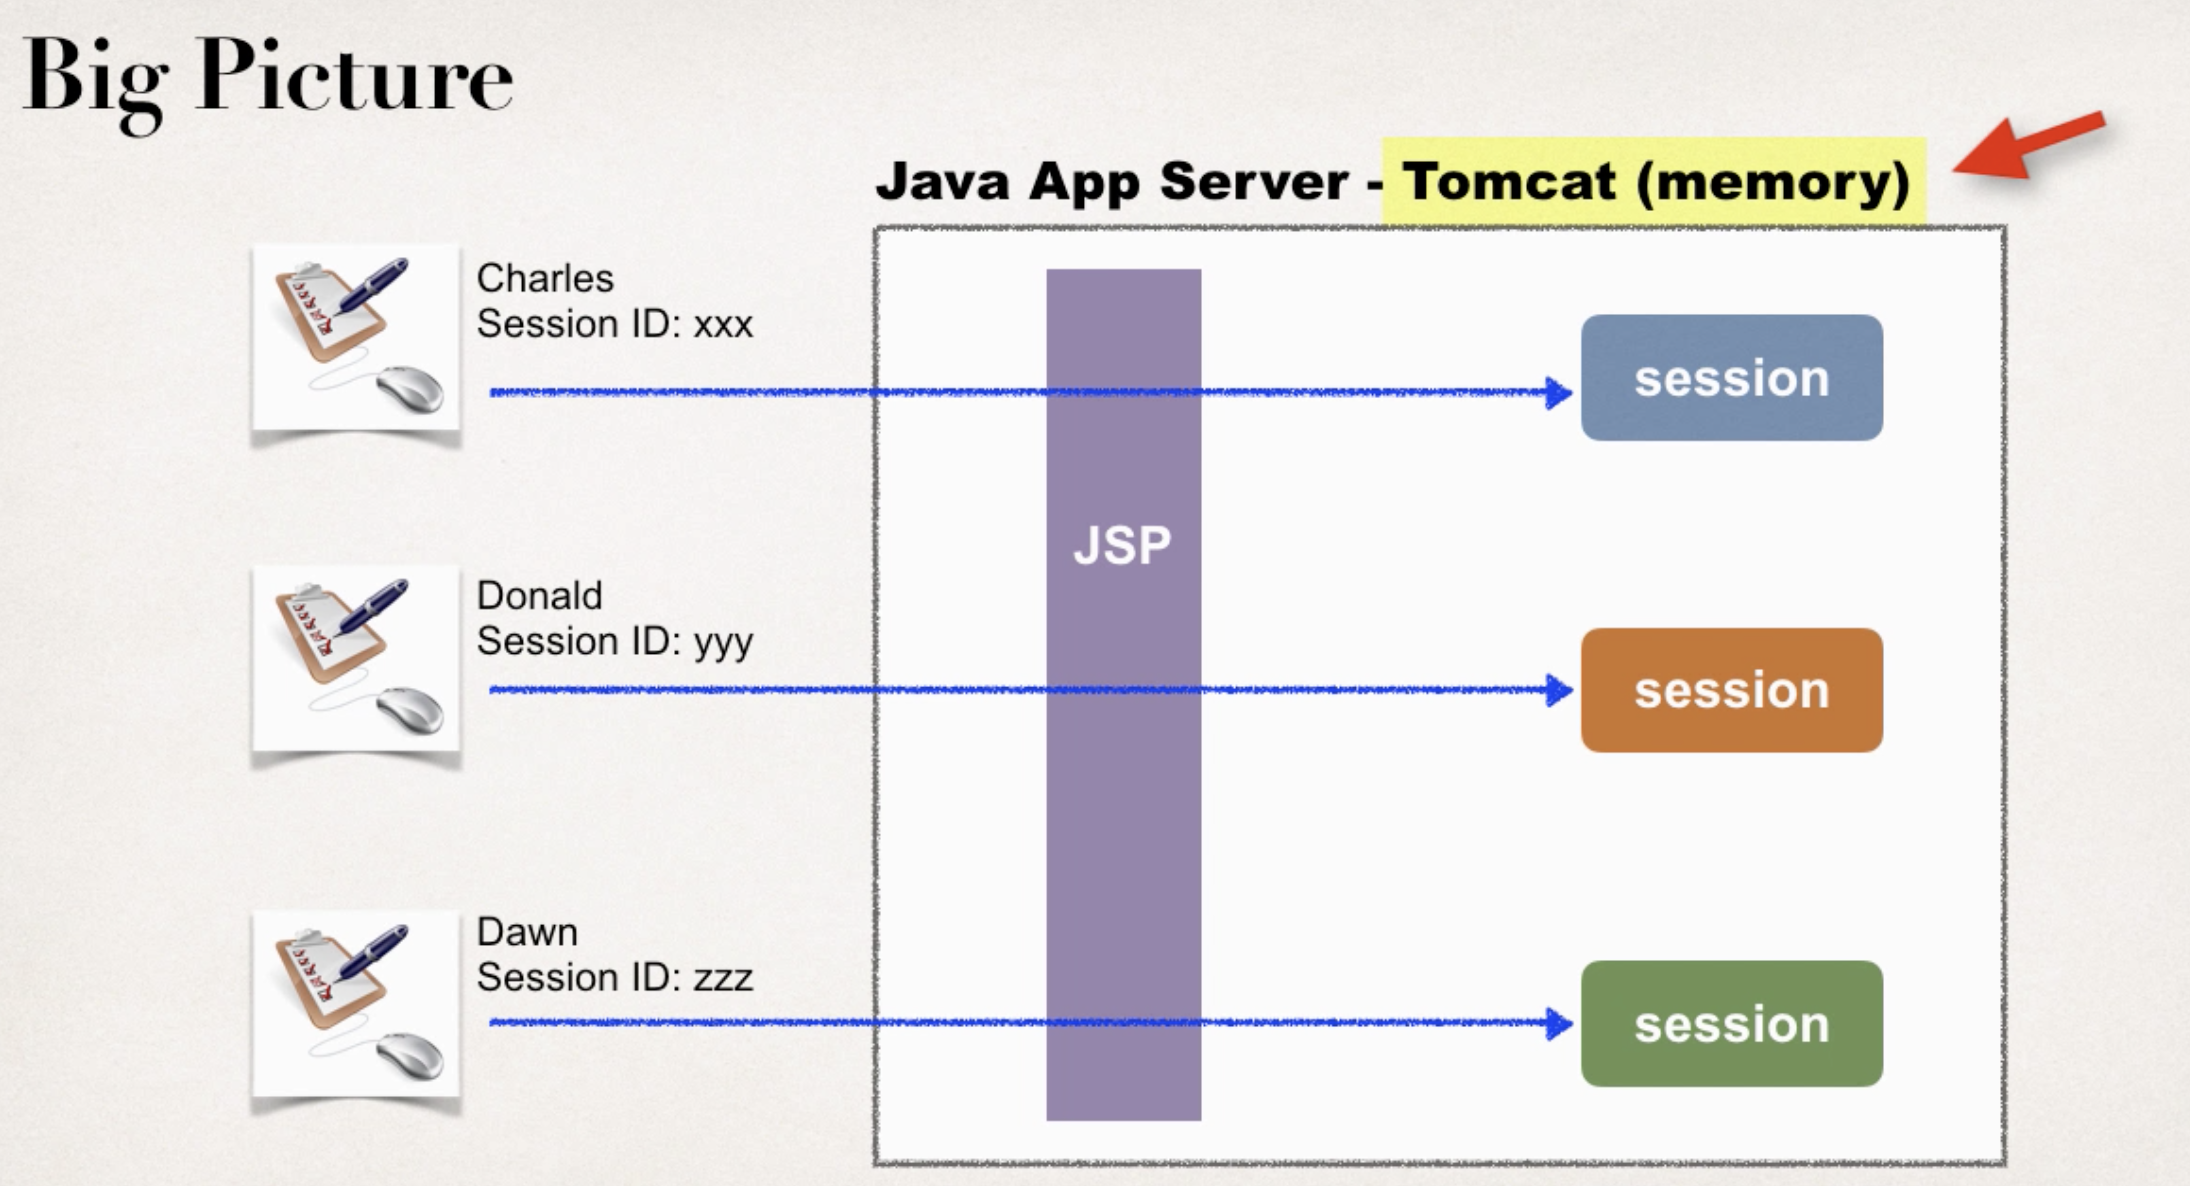 Big Picture
Java App Server - Tomcat (memory)
Charles
Session ID: xxx
session
JSP
Donald
Session ID: yyy
session
Dawn
Session ID: zzz
session